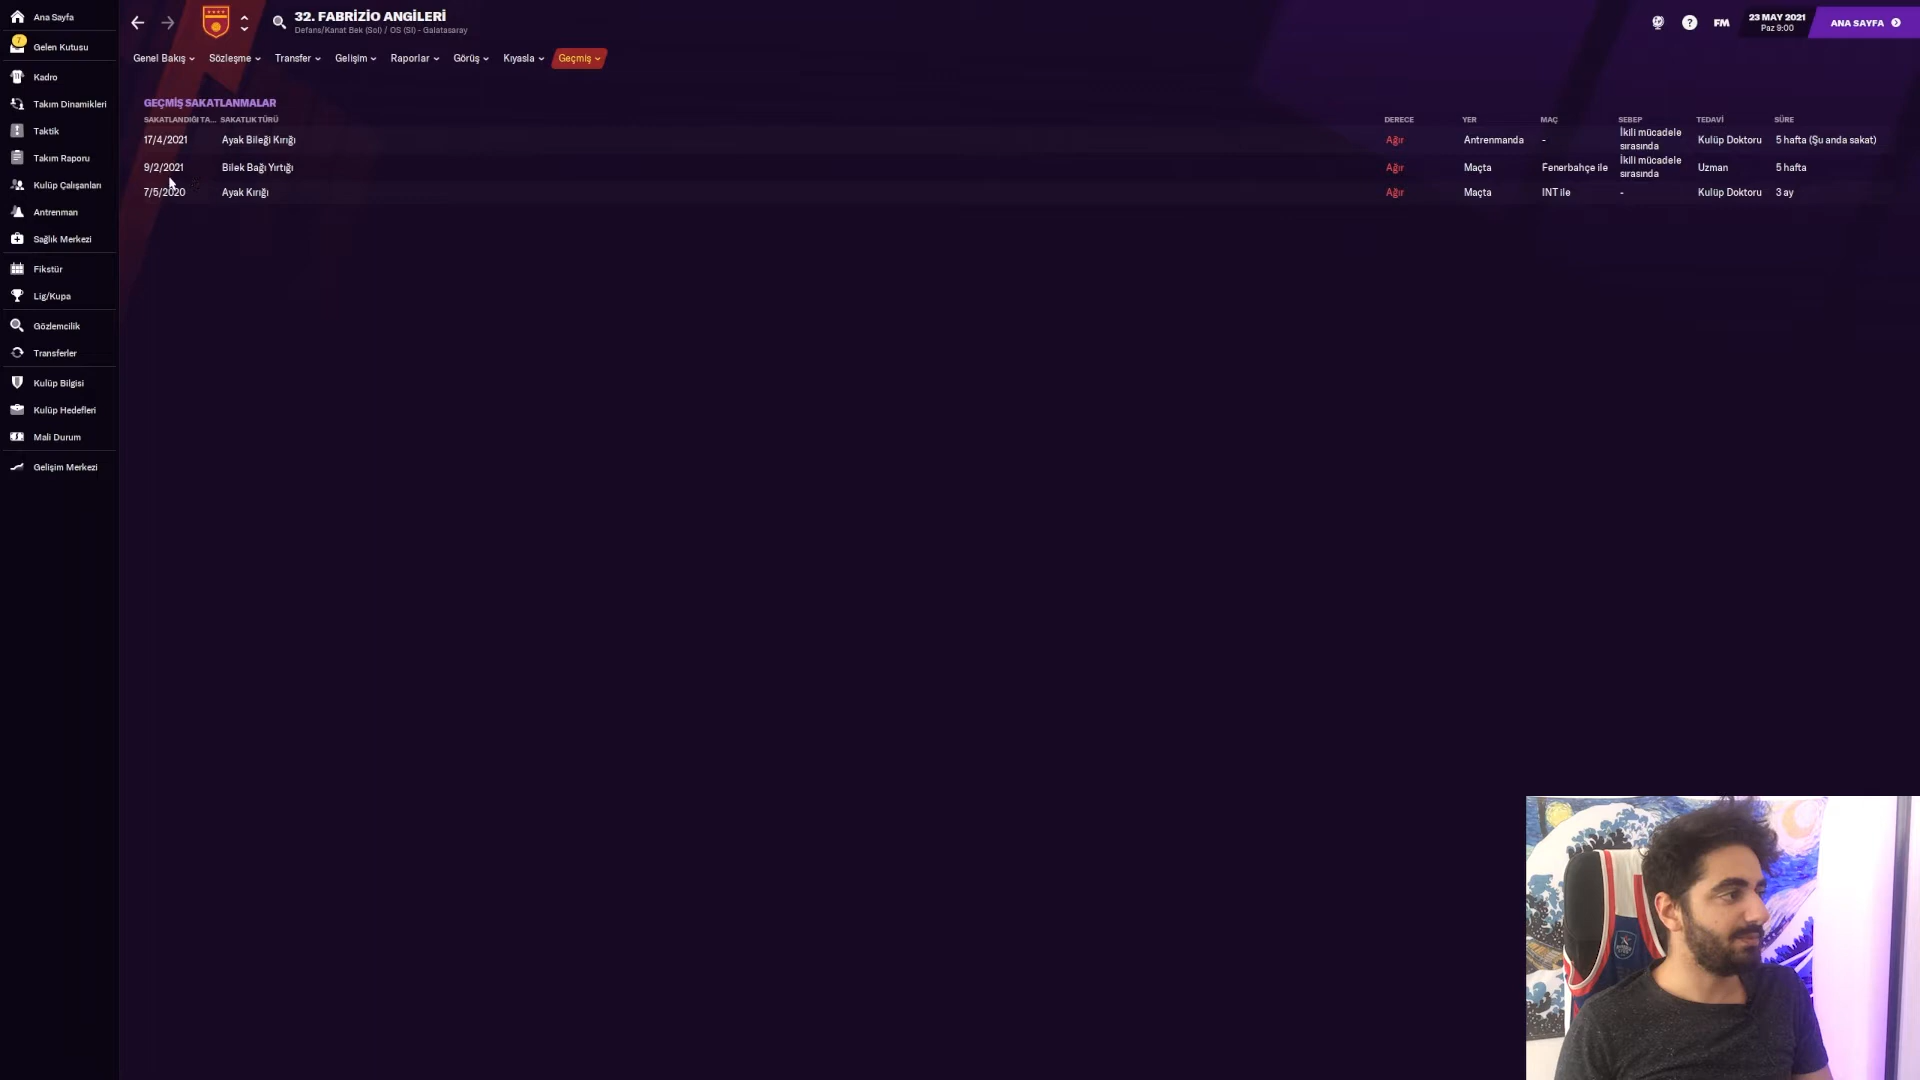 Ana Sayfa
7
Gelen Kutusu
Kadro
Takım Dinamikleri
Taktik
Takım Raporu
Kulüp Çalışanları
Antrenman
Sağlık Merkezi
Fikstür
Lig/Kupa
Gözlemcilik
Transferler
Kulüp Bilgisi
Kulüp Hedefleri
Mali Durum
Gelişim Merkezi
32. FABRİZİO ANGİLERİ
Defans/Kanat Bek (Sol) / OS (Sl) - Galatasaray
FM
23 MAY 2021
Paz 9:00
ANA SAYFA
Genel Bakış Sözleşme Transfer Gelişim Raporlar Görüş Kıyasla Geçmiş
GEÇMİŞ SAKATLANMALAR
SAKATLANDIĞI TA... SAKATLIK TÜRÜ DERECE YER MAÇ SEBEP TEDAVİ SÜRE
17/4/2021 Ayak Bileği Kırığı Ağır Antrenmanda - İkili mücadele sırasında Kulüp Doktoru 5 hafta (Şu anda sakat)
9/2/2021 Bilek Bağı Yırtığı Ağır Maçta Fenerbahçe ile İkili mücadele sırasında Uzman 5 hafta
7/5/2020 Ayak Kırığı Ağır Maçta INT ile - Kulüp Doktoru 3 ay